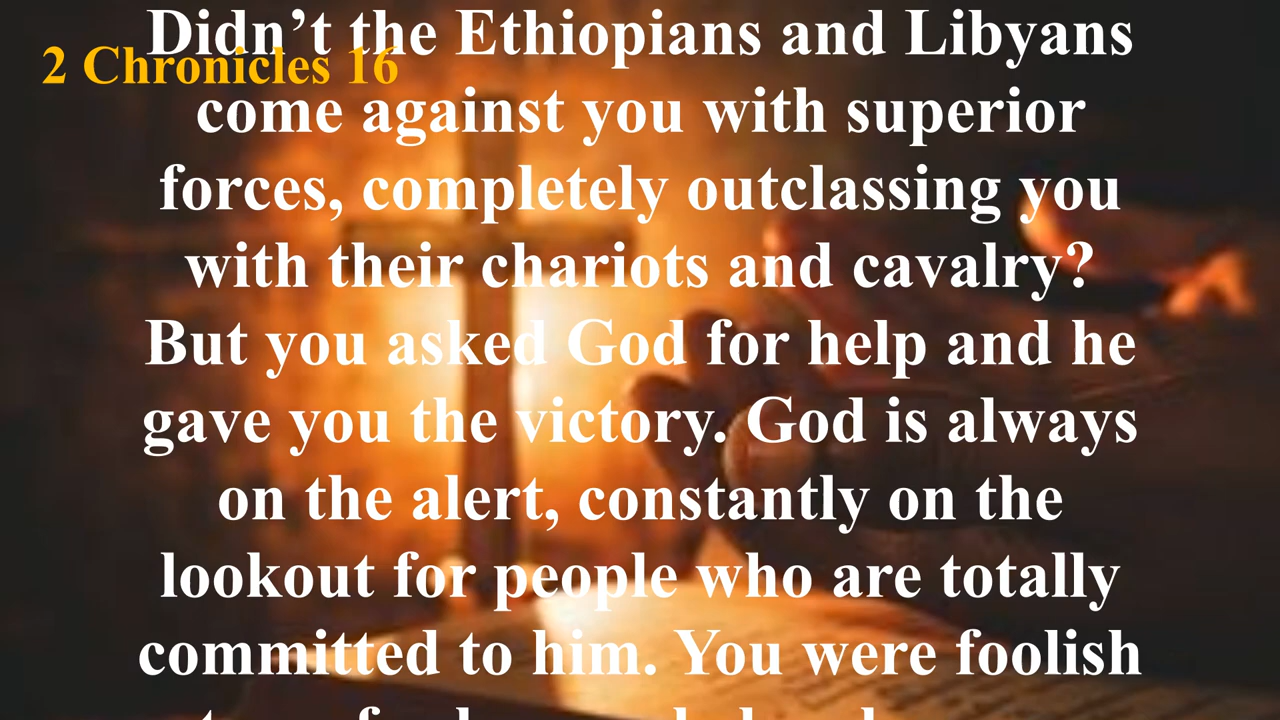 Didn’t the Ethiopians and Libyans
2 Chronicles 16
come against you with superior
forces, completely outclassing you
with their chariots and cavalry?
But you asked God for help and he
gave you the victory. God is always
on the alert, constantly on the
lookout for people who are totally
committed to him. You were foolish